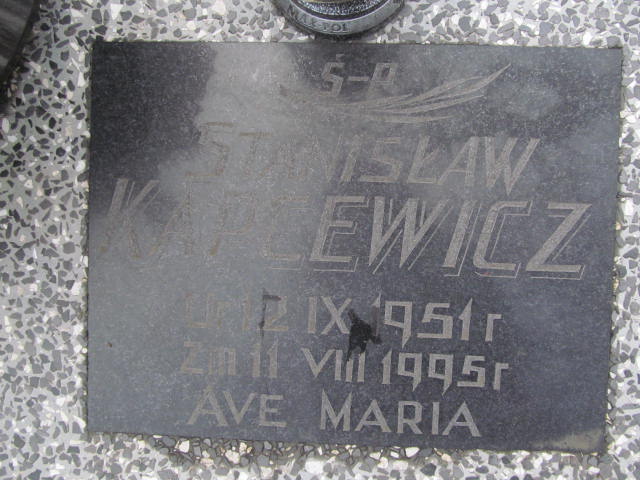 Ś-P
STANISŁAW
KARCEWICZ
Ur 12 IX 1951 r
Zm 11 VIII 1995 r
AVE MARIA